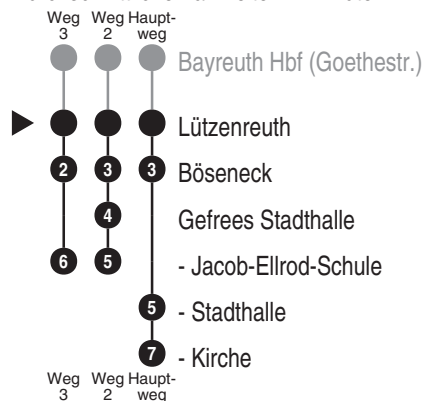 Weg Weg Haupt-
3 2 weg
Bayreuth Hbf (Goethestr.)
Lützenreuth
2 3 3 Böseneck
4 Gefrees Stadthalle
6 5 - Jacob-Ellrod-Schule
5 - Stadthalle
7 - Kirche
Weg Weg Haupt-
3 2 weg